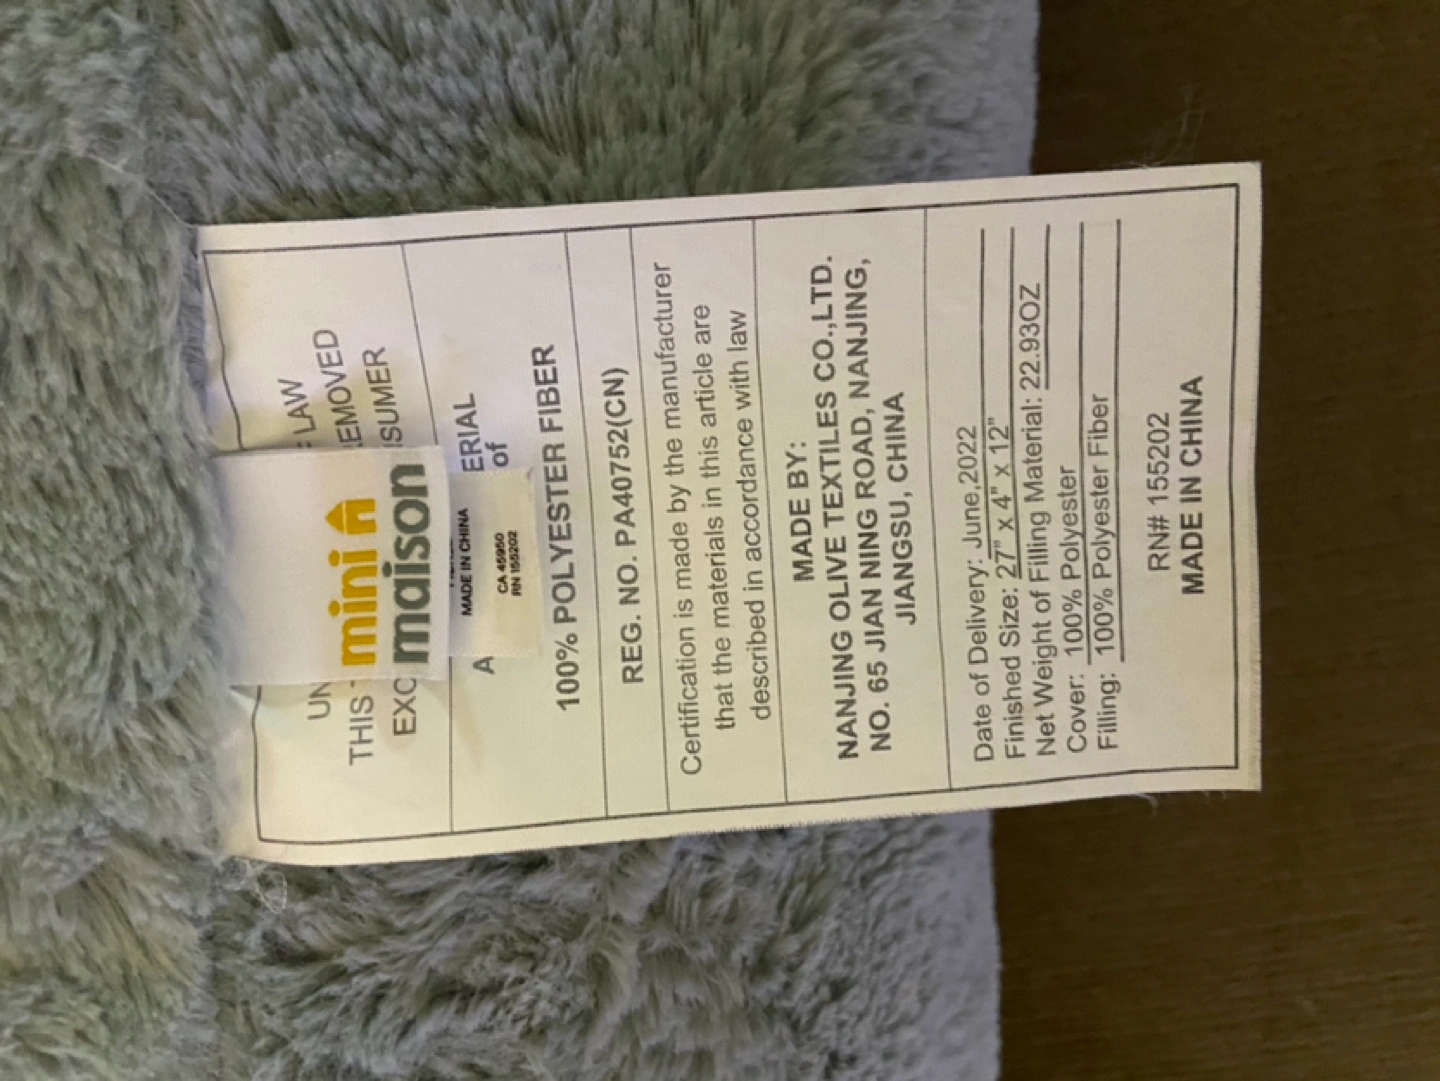 LAW
UN
THIS
EXC
SUMER
mini
maison
MADE IN CHINA
CA 45950
RN 155202
A
of
100% POLYESTER FIBER
REG. NO. PA40752(CN)
Certification is made by the manufacturer
that the materials in this article are
described in accordance with law
MADE BY:
NANJING OLIVE TEXTILES CO.,LTD.
NO. 65 JIAN NING ROAD, NANJING,
JIANGSU, CHINA
Date of Delivery: June,2022
Finished Size: 27" x 4" x 12"
Net Weight of Filling Material: 22.93OZ
Cover: 100% Polyester
Filling: 100% Polyester Fiber
RN# 155202
MADE IN CHINA